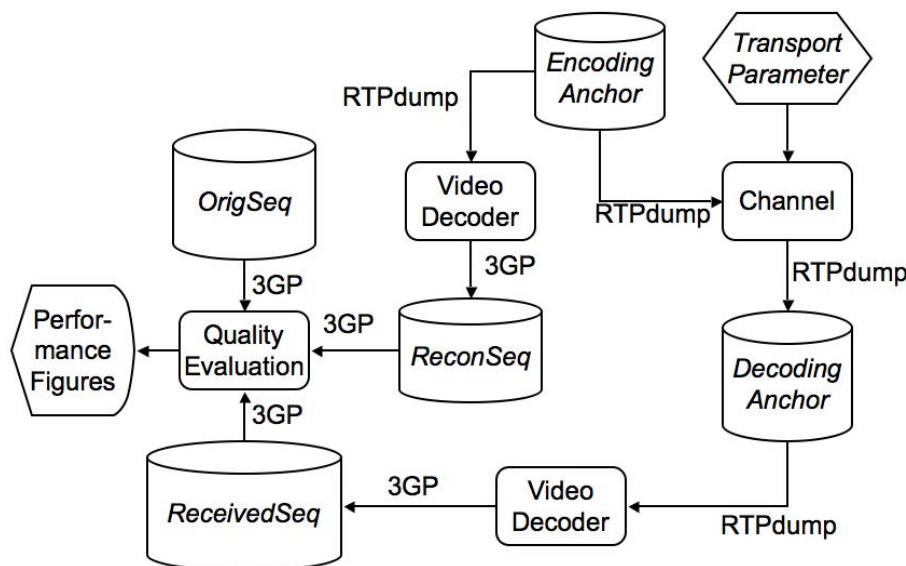 Encoding
Anchor
Transport
Parameter
RTPdump
OrigSeq
Video
Decoder
RTPdump
Channel
3GP
3GP
RTPdump
Perfor-
mance
Figures
Quality
Evaluation
3GP
ReconSeq
Decoding
Anchor
3GP
ReceivedSeq
3GP
Video
Decoder
RTPdump